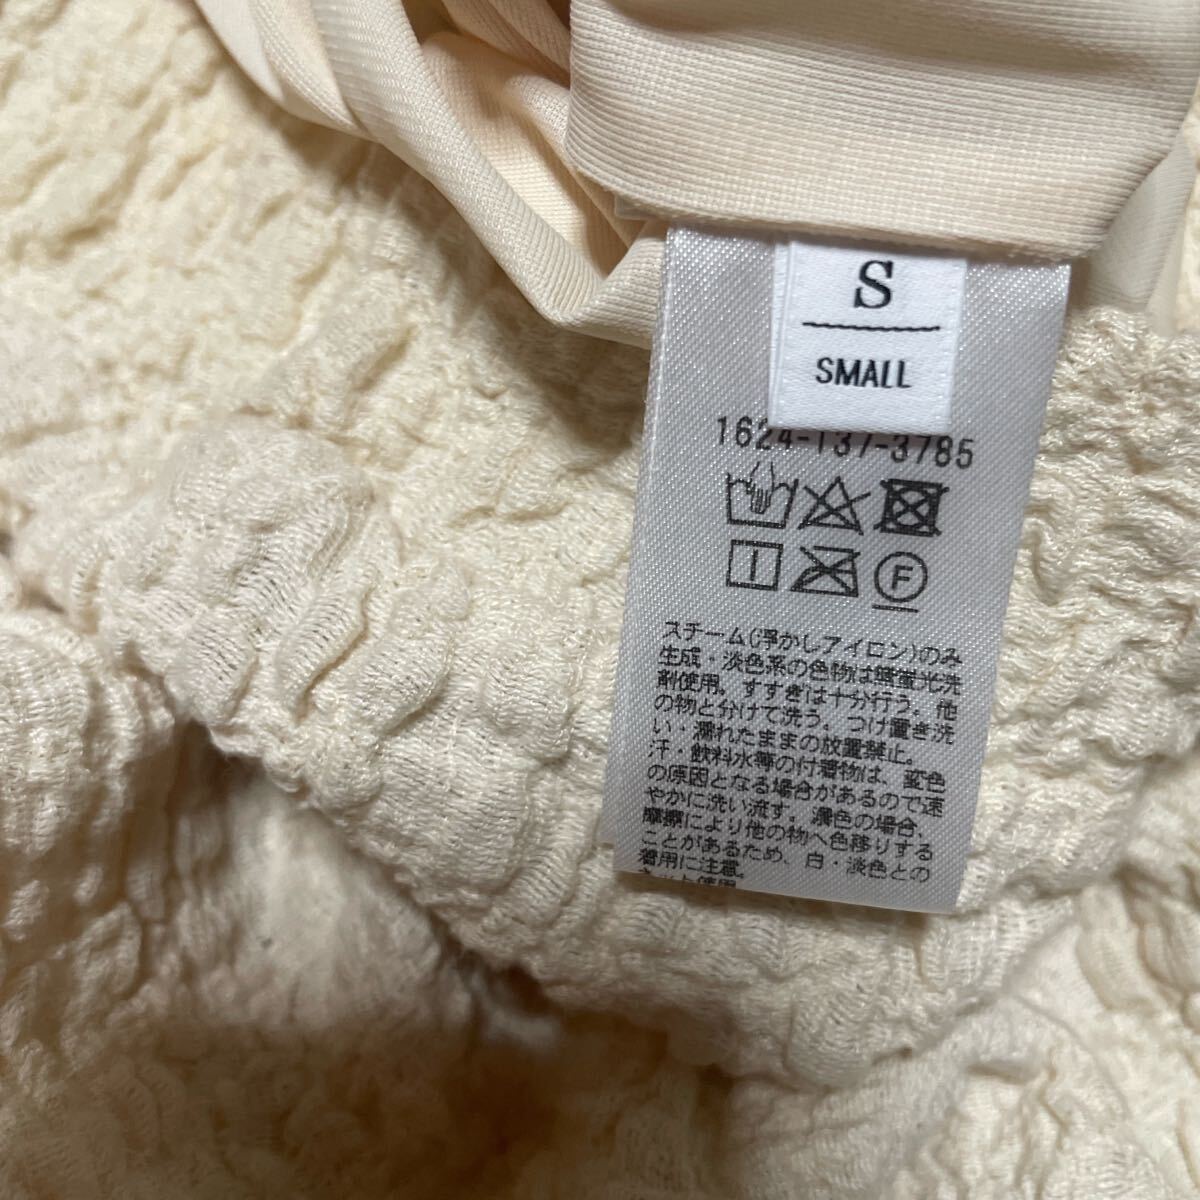 S
SMALL
1624-137-3785
F
スチーム(浮かしアイロン)のみ
生成・淡色系の色物は無蛍光洗
剤使用。すすぎは十分行う。他
の物と分けて洗う。つけ置き洗
い・濡れたままの放置禁止。
汗・飲料水等の付着物は、変色
の原因となる場合があるので速
やかに洗い流す。濃色の場合、
摩擦により他の物へ色移りする
ことがあるため、白・淡色との
着用に注意。
ネット使用